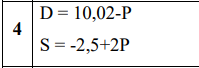 4
D = 10,02-P
S = -2,5+2P